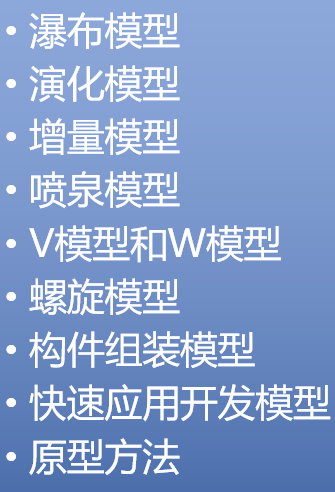 • 瀑布模型
• 演化模型
• 增量模型
• 喷泉模型
• V模型和W模型
• 螺旋模型
• 构件组装模型
• 快速应用开发模型
• 原型方法